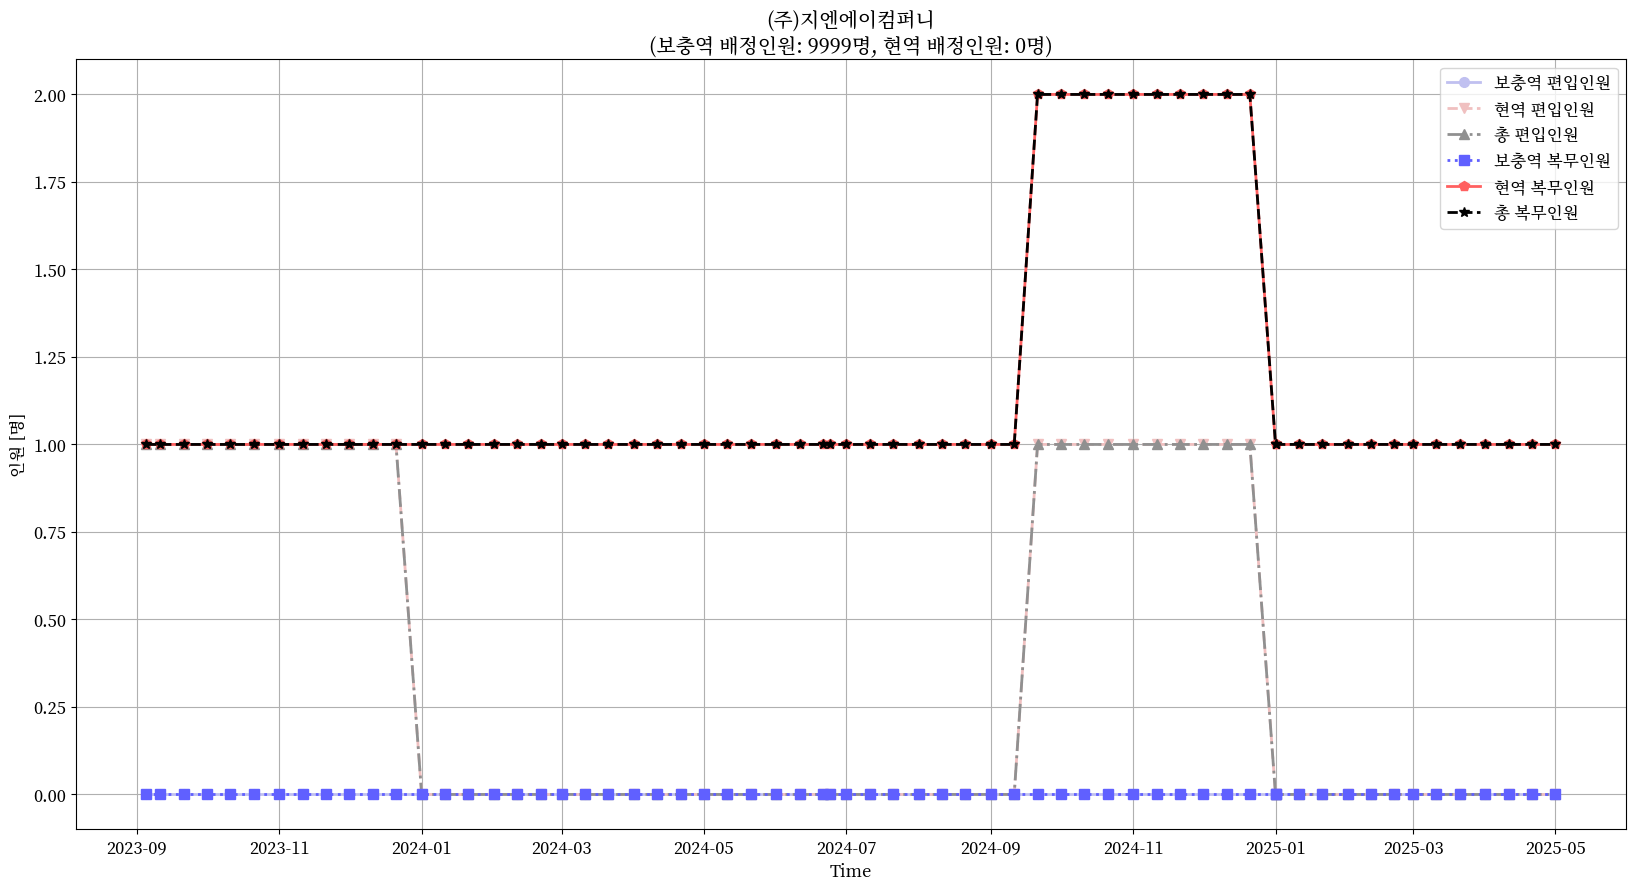 (주)지엔에이컴퍼니
(보충역 배정인원: 9999명, 현역 배정인원: 0명)
보충역 편입인원
현역 편입인원
총 편입인원
보충역 복무인원
현역 복무인원
총 복무인원
인원 [명]
2.00
1.75
1.50
1.25
1.00
0.75
0.50
0.25
0.00
2023-09
2023-11
2024-01
2024-03
2024-05
2024-07
2024-09
2024-11
2025-01
2025-03
2025-05
Time